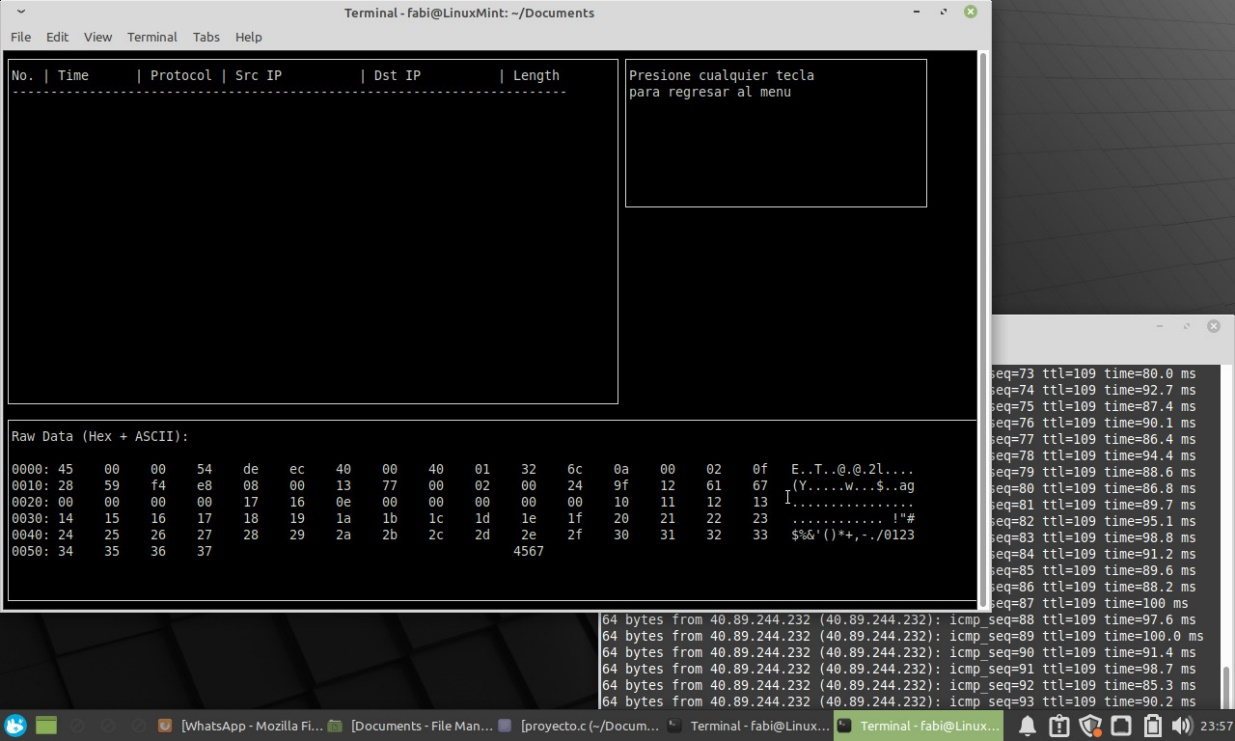 Terminal - fabi@LinuxMint: ~/Documents
File Edit View Terminal Tabs Help
No. | Time | Protocol | Src IP | Dst IP | Length
------------------------------------------------------------------------
Presione cualquier tecla
para regresar al menu
Raw Data (Hex + ASCII):
0000: 45 00 00 54 de ec 40 00 40 01 32 6c 0a 00 02 0f E..T..@.@.2l....
0010: 28 59 f4 e8 08 00 13 77 00 02 00 24 9f 12 61 67 (Y.....w...$..ag
0020: 00 00 00 00 17 16 0e 00 00 00 00 00 10 11 12 13 ................
0030: 14 15 16 17 18 19 1a 1b 1c 1d 1e 1f 20 21 22 23 ............ !"#
0040: 24 25 26 27 28 29 2a 2b 2c 2d 2e 2f 30 31 32 33 $%&'()*+,-./0123
0050: 34 35 36 37 4567
seq=73 ttl=109 time=80.0 ms
seq=74 ttl=109 time=92.7 ms
seq=75 ttl=109 time=87.4 ms
seq=76 ttl=109 time=90.1 ms
seq=77 ttl=109 time=86.4 ms
seq=78 ttl=109 time=94.4 ms
seq=79 ttl=109 time=88.6 ms
seq=80 ttl=109 time=86.8 ms
seq=81 ttl=109 time=89.7 ms
seq=82 ttl=109 time=95.1 ms
seq=83 ttl=109 time=98.8 ms
seq=84 ttl=109 time=91.2 ms
seq=85 ttl=109 time=89.6 ms
seq=86 ttl=109 time=88.2 ms
seq=87 ttl=109 time=100 ms
64 bytes from 40.89.244.232 (40.89.244.232): icmp_seq=88 ttl=109 time=97.6 ms
64 bytes from 40.89.244.232 (40.89.244.232): icmp_seq=89 ttl=109 time=100.0 ms
64 bytes from 40.89.244.232 (40.89.244.232): icmp_seq=90 ttl=109 time=91.4 ms
64 bytes from 40.89.244.232 (40.89.244.232): icmp_seq=91 ttl=109 time=98.7 ms
64 bytes from 40.89.244.232 (40.89.244.232): icmp_seq=92 ttl=109 time=85.3 ms
64 bytes from 40.89.244.232 (40.89.244.232): icmp_seq=93 ttl=109 time=90.2 ms
[WhatsApp - Mozilla Fi... [Documents - File Man... [proyecto.c (~/Docum... Terminal - fabi@Linux... Terminal - fabi@Linux... 23:57